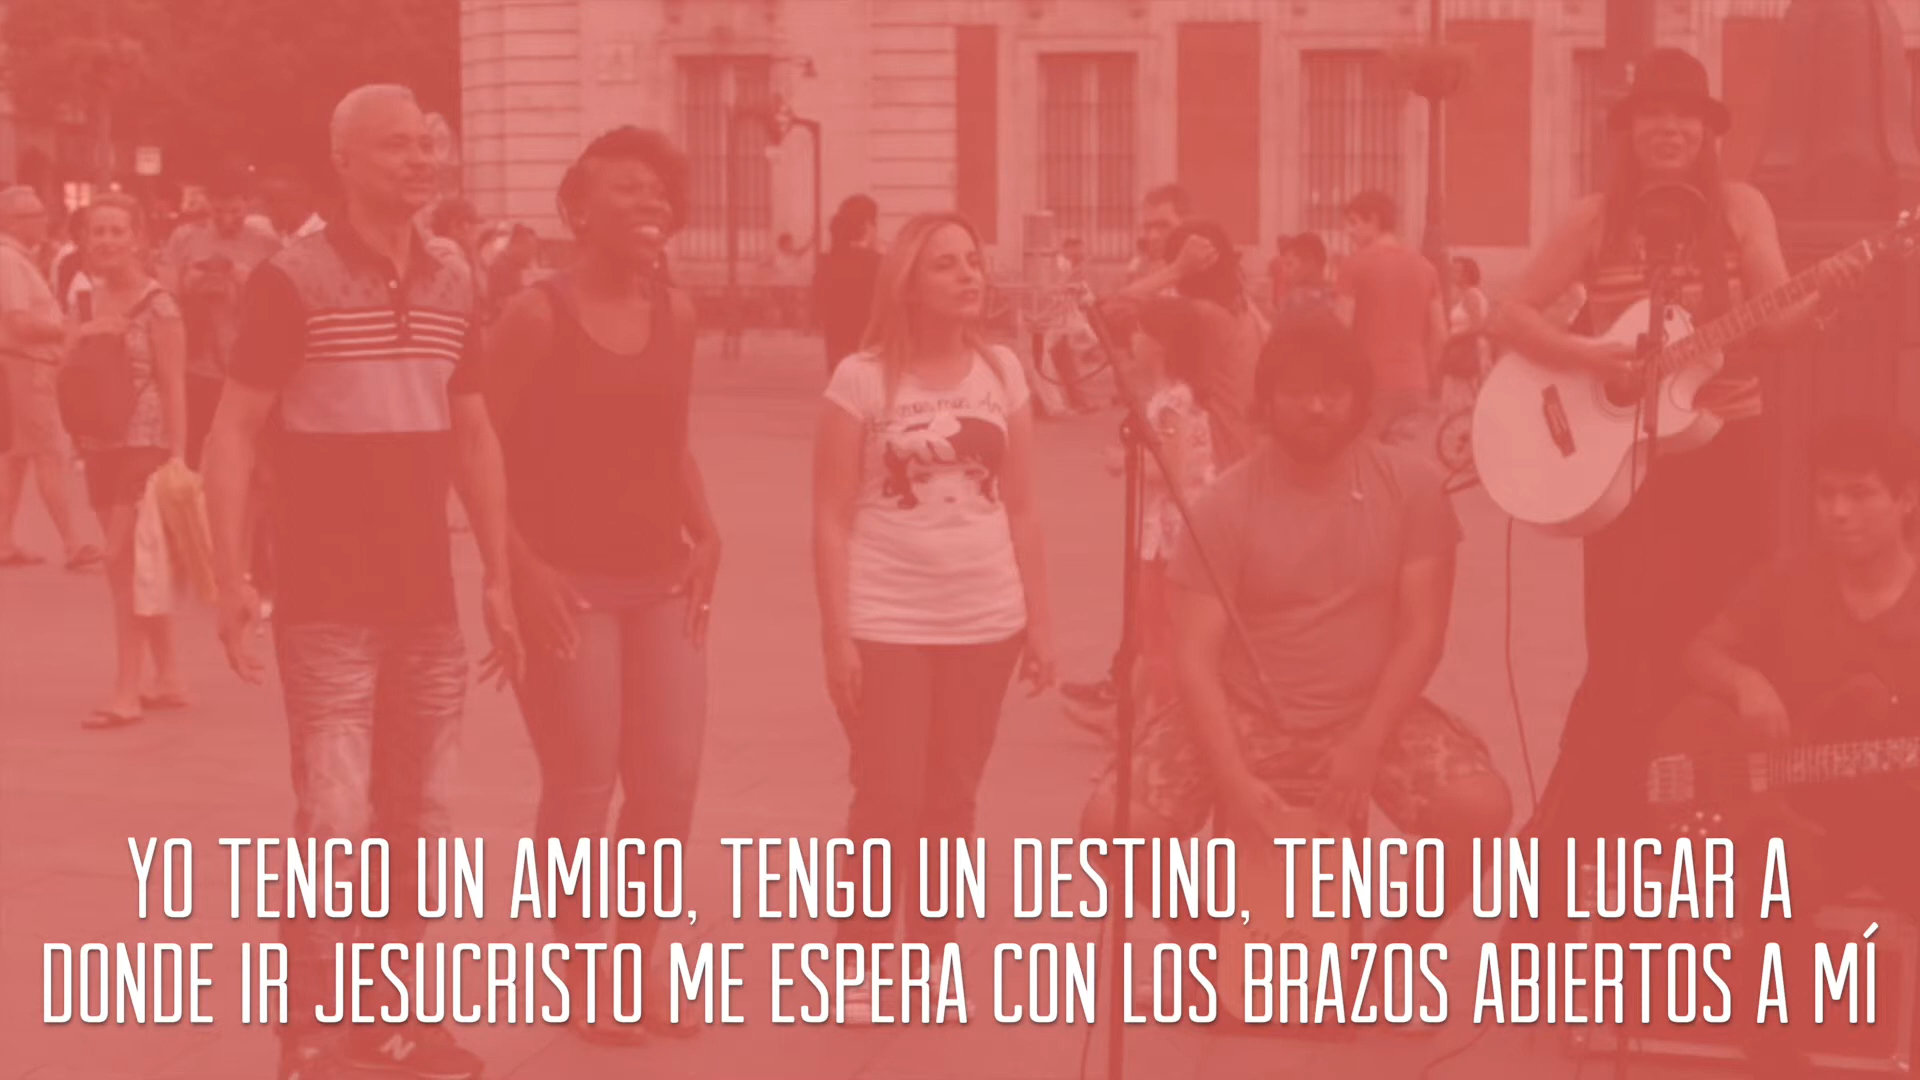 YO TENGO UN AMIGO, TENGO UN DESTINO, TENGO UN LUGAR A
DONDE IR JESUCRISTO ME ESPERA CON LOS BRAZOS ABIERTOS A MÍ